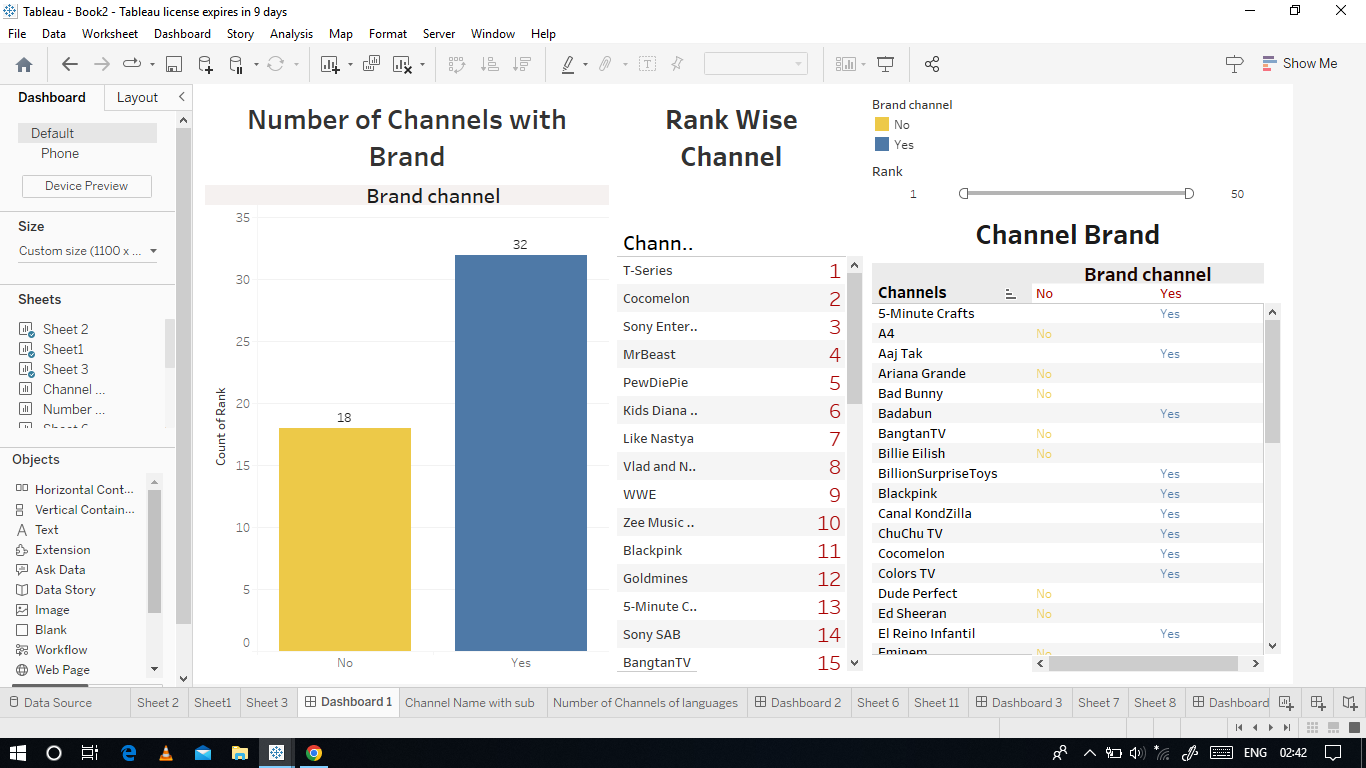 Tableau - Book2 - Tableau license expires in 9 days
File Data Worksheet Dashboard Story Analysis Map Format Server Window Help
Show Me
Dashboard Layout
Default
Phone
Device Preview
Size
Custom size (1100 x ...
Sheets
Sheet 2
Sheet1
Sheet 3
Channel ...
Number ...
Objects
Horizontal Cont...
Vertical Contain...
Text
Extension
Ask Data
Data Story
Image
Blank
Workflow
Web Page
Number of Channels with
Brand
Brand channel
Count of Rank
35
30
25
20
15
10
5
0
18
32
No Yes
Rank Wise
Channel
Chann..
T-Series 1
Cocomelon 2
Sony Enter.. 3
MrBeast 4
PewDiePie 5
Kids Diana .. 6
Like Nastya 7
Vlad and N.. 8
WWE 9
Zee Music .. 10
Blackpink 11
Goldmines 12
5-Minute C.. 13
Sony SAB 14
BangtanTV 15
Brand channel
No
Yes
Rank
1 50
Channel Brand
Brand channel
Channels No Yes
5-Minute Crafts Yes
A4 No
Aaj Tak Yes
Ariana Grande No
Bad Bunny No
Badabun Yes
BangtanTV No
Billie Eilish No
BillionSurpriseToys Yes
Blackpink Yes
Canal KondZilla Yes
ChuChu TV Yes
Cocomelon Yes
Colors TV Yes
Dude Perfect No
Ed Sheeran No
El Reino Infantil Yes
Eminem No
Data Source Sheet 2 Sheet1 Sheet 3 Dashboard 1 Channel Name with sub Number of Channels of languages Dashboard 2 Sheet 6 Sheet 11 Dashboard 3 Sheet 7 Sheet 8 Dashboard
ENG 02:42